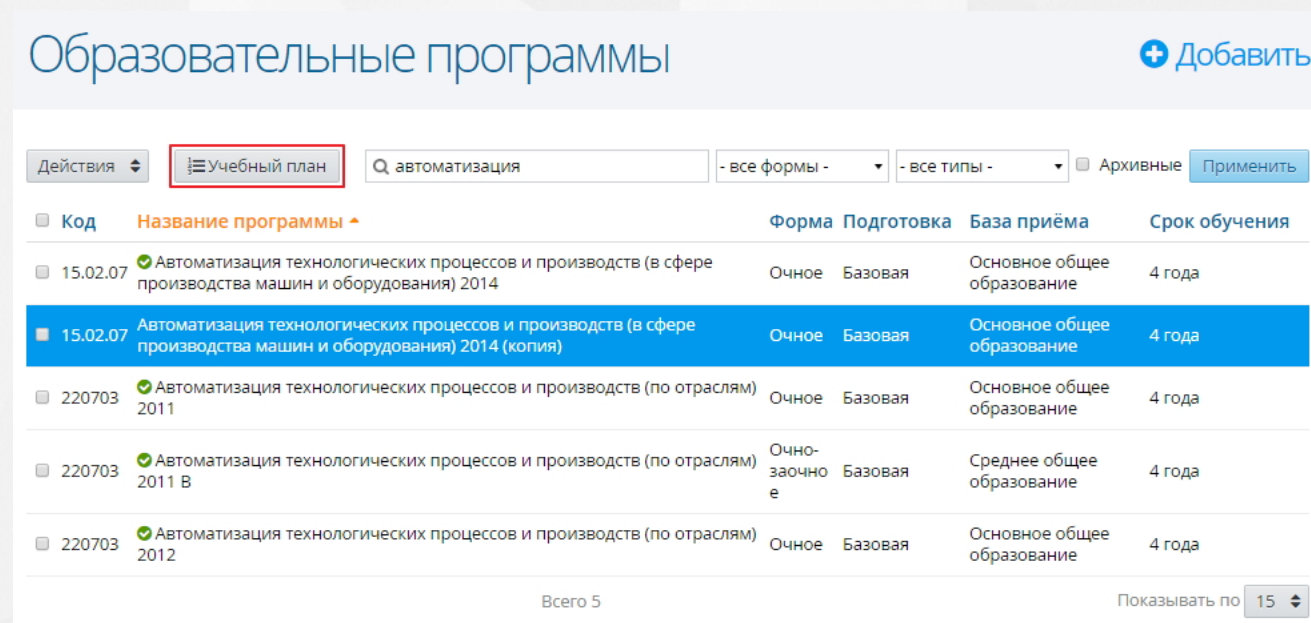 Образовательные программы
Добавить
Действия Учебный план автоматизация - все формы - - все типы - Архивные Применить
Код Название программы Форма Подготовка База приёма Срок обучения
15.02.07 Автоматизация технологических процессов и производств (в сфере Очное Базовая Основное общее 4 года
производства машин и оборудования) 2014 образование
15.02.07 Автоматизация технологических процессов и производств (в сфере Очное Базовая Основное общее 4 года
производства машин и оборудования) 2014 (копия) образование
220703 Автоматизация технологических процессов и производств (по отраслям) Очное Базовая Основное общее 4 года
2011 образование
220703 Автоматизация технологических процессов и производств (по отраслям) Очно- Базовая Среднее общее 4 года
2011 В заочно образование
е
220703 Автоматизация технологических процессов и производств (по отраслям) Очное Базовая Основное общее 4 года
2012 образование
Всего 5 Показывать по 15